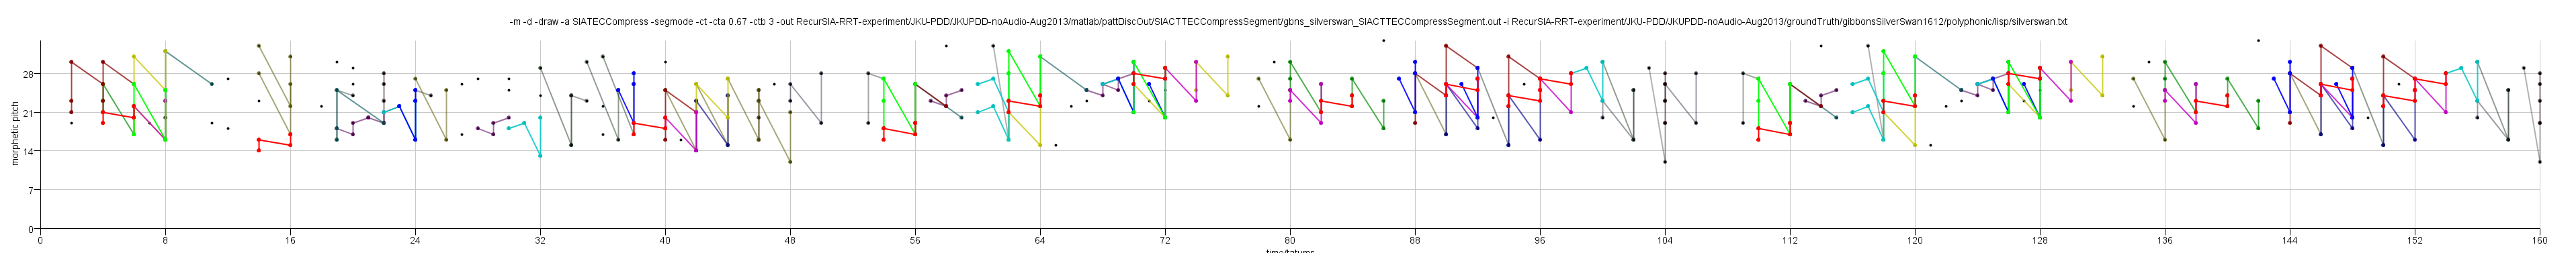 -m -d -draw -a SIATECCompress -segmode -ct -cta 0.67 -ctb 3 -out RecurSIA-RRT-experiment/JKU-PDD/JKUPDD-noAudio-Aug2013/matlab/pattDiscOut/SIACTTECCompressSegment/gbns_silverswan_SIACTTECCompressSegment.out -i RecurSIA-RRT-experiment/JKU-PDD/JKUPDD-noAudio-Aug2013/groundTruth/gibbonsSilverSwan1612/polyphonic/lisp/silverswan.txt
morphetic pitch
28
21
14
7
0
0 8 16 24 32 40 48 56 64 72 80 88 96 104 112 120 128 136 144 152 160
time/tatums